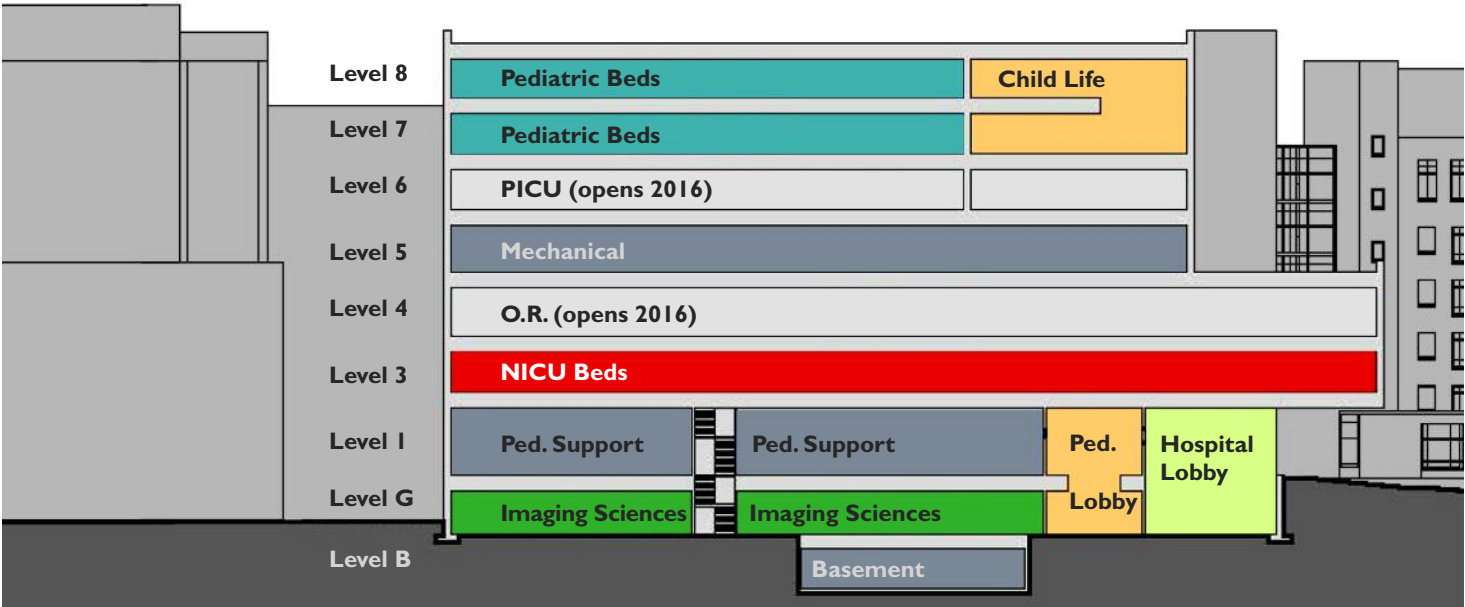 Level 8
Pediatric Beds
Child Life
Level 7
Pediatric Beds
Level 6
PICU (opens 2016)
Level 5
Mechanical
Level 4
O.R. (opens 2016)
Level 3
NICU Beds
Level 1
Ped. Support
Ped. Support
Ped.
Lobby
Hospital
Lobby
Level G
Imaging Sciences
Imaging Sciences
Level B
Basement